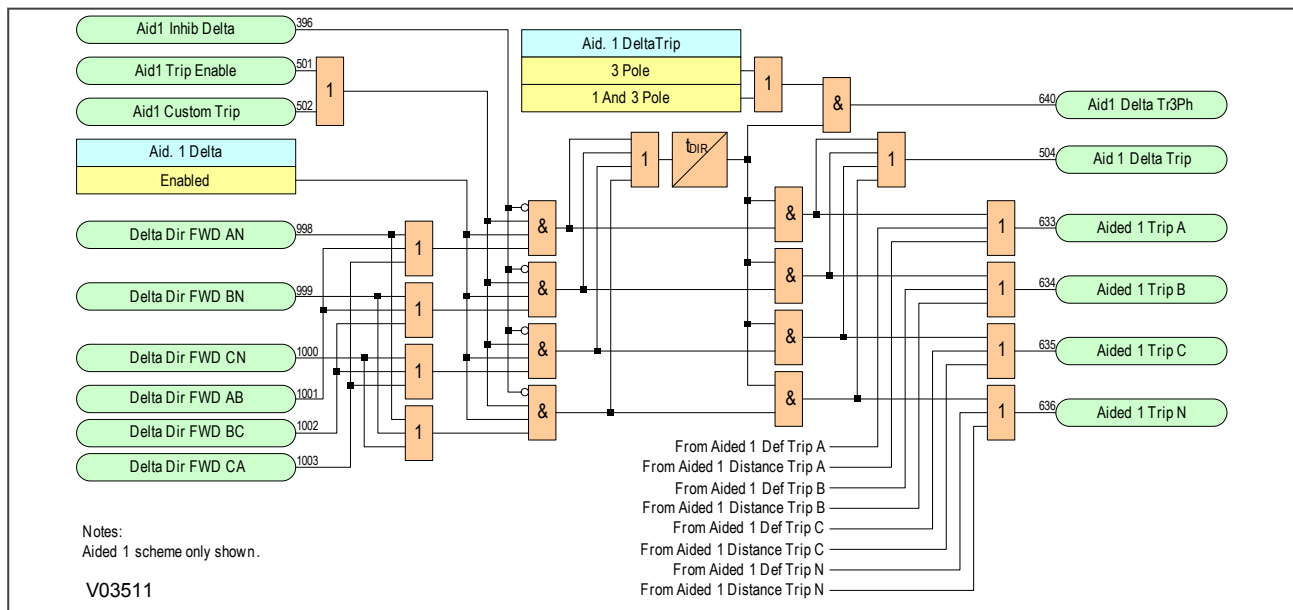 Aid1 Inhib Delta
396
Aid1 Trip Enable
501
Aid1 Custom Trip
502
1
Aid. 1 Delta
Enabled
Aid. 1 DeltaTrip
3 Pole
1 And 3 Pole
1
&
640
Aid1 Delta Tr3Ph
1
tDIR
1
504
Aid 1 Delta Trip
Delta Dir FWD AN
998
1
&
&
1
633
Aided 1 Trip A
Delta Dir FWD BN
999
1
&
&
1
634
Aided 1 Trip B
Delta Dir FWD CN
1000
1
&
&
1
635
Aided 1 Trip C
Delta Dir FWD AB
1001
1
&
&
1
636
Aided 1 Trip N
Delta Dir FWD BC
1002
Delta Dir FWD CA
1003
From Aided 1 Def Trip A
From Aided 1 Distance Trip A
From Aided 1 Def Trip B
From Aided 1 Distance Trip B
From Aided 1 Def Trip C
From Aided 1 Distance Trip C
From Aided 1 Def Trip N
From Aided 1 Distance Trip N
Notes:
Aided 1 scheme only shown.
V03511